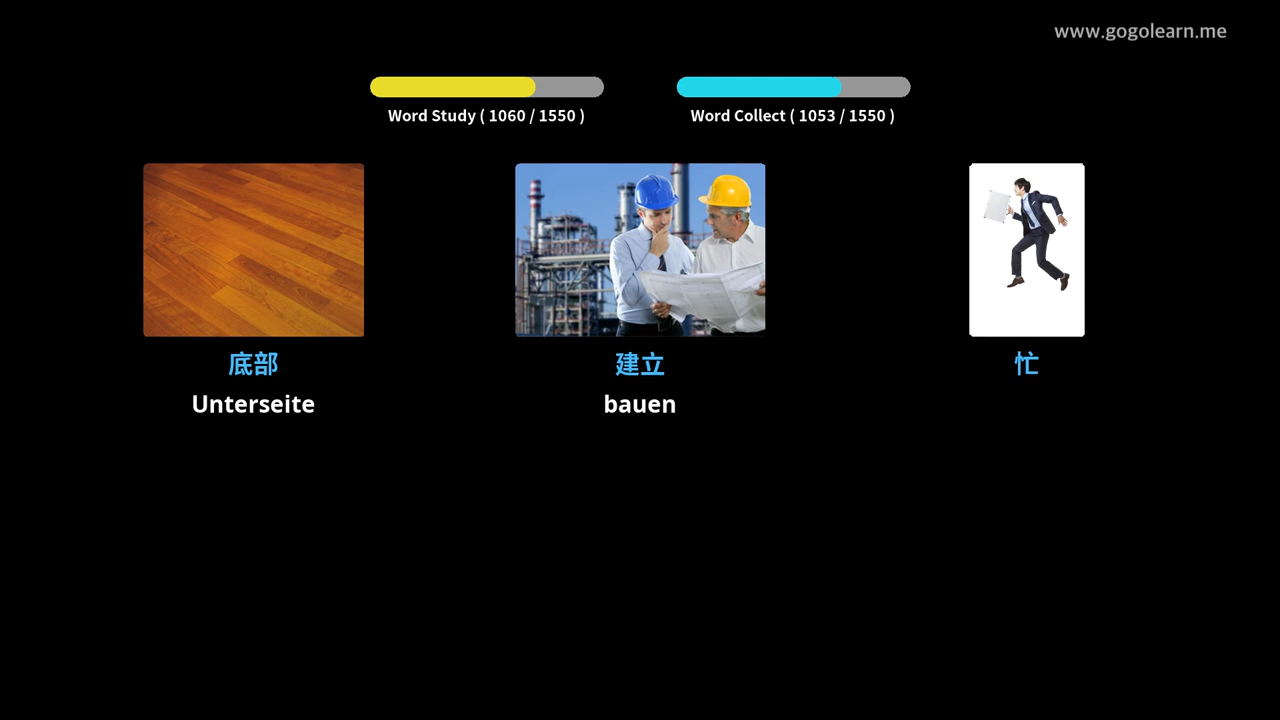 www.gogolearn.me
Word Study ( 1060 / 1550 )
Word Collect ( 1053 / 1550 )
底部
Unterseite
建立
bauen
忙